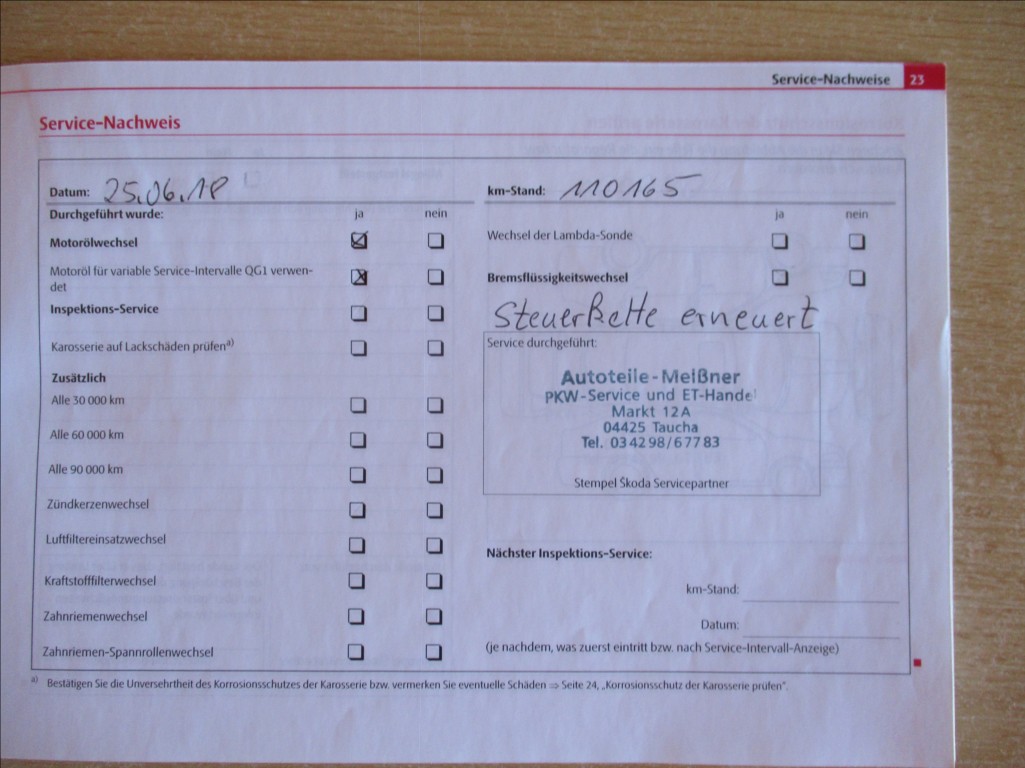 Service-Nachweise 23
Service-Nachweis
Datum: 25.06.18
km-Stand: 110165
Durchgeführt wurde: ja nein
ja nein
Motorölwechsel
Wechsel der Lambda-Sonde
Motoröl für variable Service-Intervalle QG1 verwen-
det
Bremsflüssigkeitswechsel
Inspektions-Service
Steuerkette erneuert
Karosserie auf Lackschäden prüfen a)
Service durchgeführt:
Zusätzlich
Alle 30 000 km
Alle 60 000 km
Alle 90 000 km
Autoteile-Meißner
PKW-Service und ET-Handel
Markt 12A
04425 Taucha
Tel. 034298/67783
Stempel Škoda Servicepartner
Zündkerzenwechsel
Luftfiltereinsatzwechsel
Kraftstofffilterwechsel
Zahnriemenwechsel
Zahnriemen-Spannrollenwechsel
Nächster Inspektions-Service:
km-Stand:
Datum:
(je nachdem, was zuerst eintritt bzw. nach Service-Intervall-Anzeige)
a) Bestätigen Sie die Unversehrtheit des Korrosionsschutzes der Karosserie bzw. vermerken Sie eventuelle Schäden ⇒ Seite 24, „Korrosionsschutz der Karosserie prüfen“.